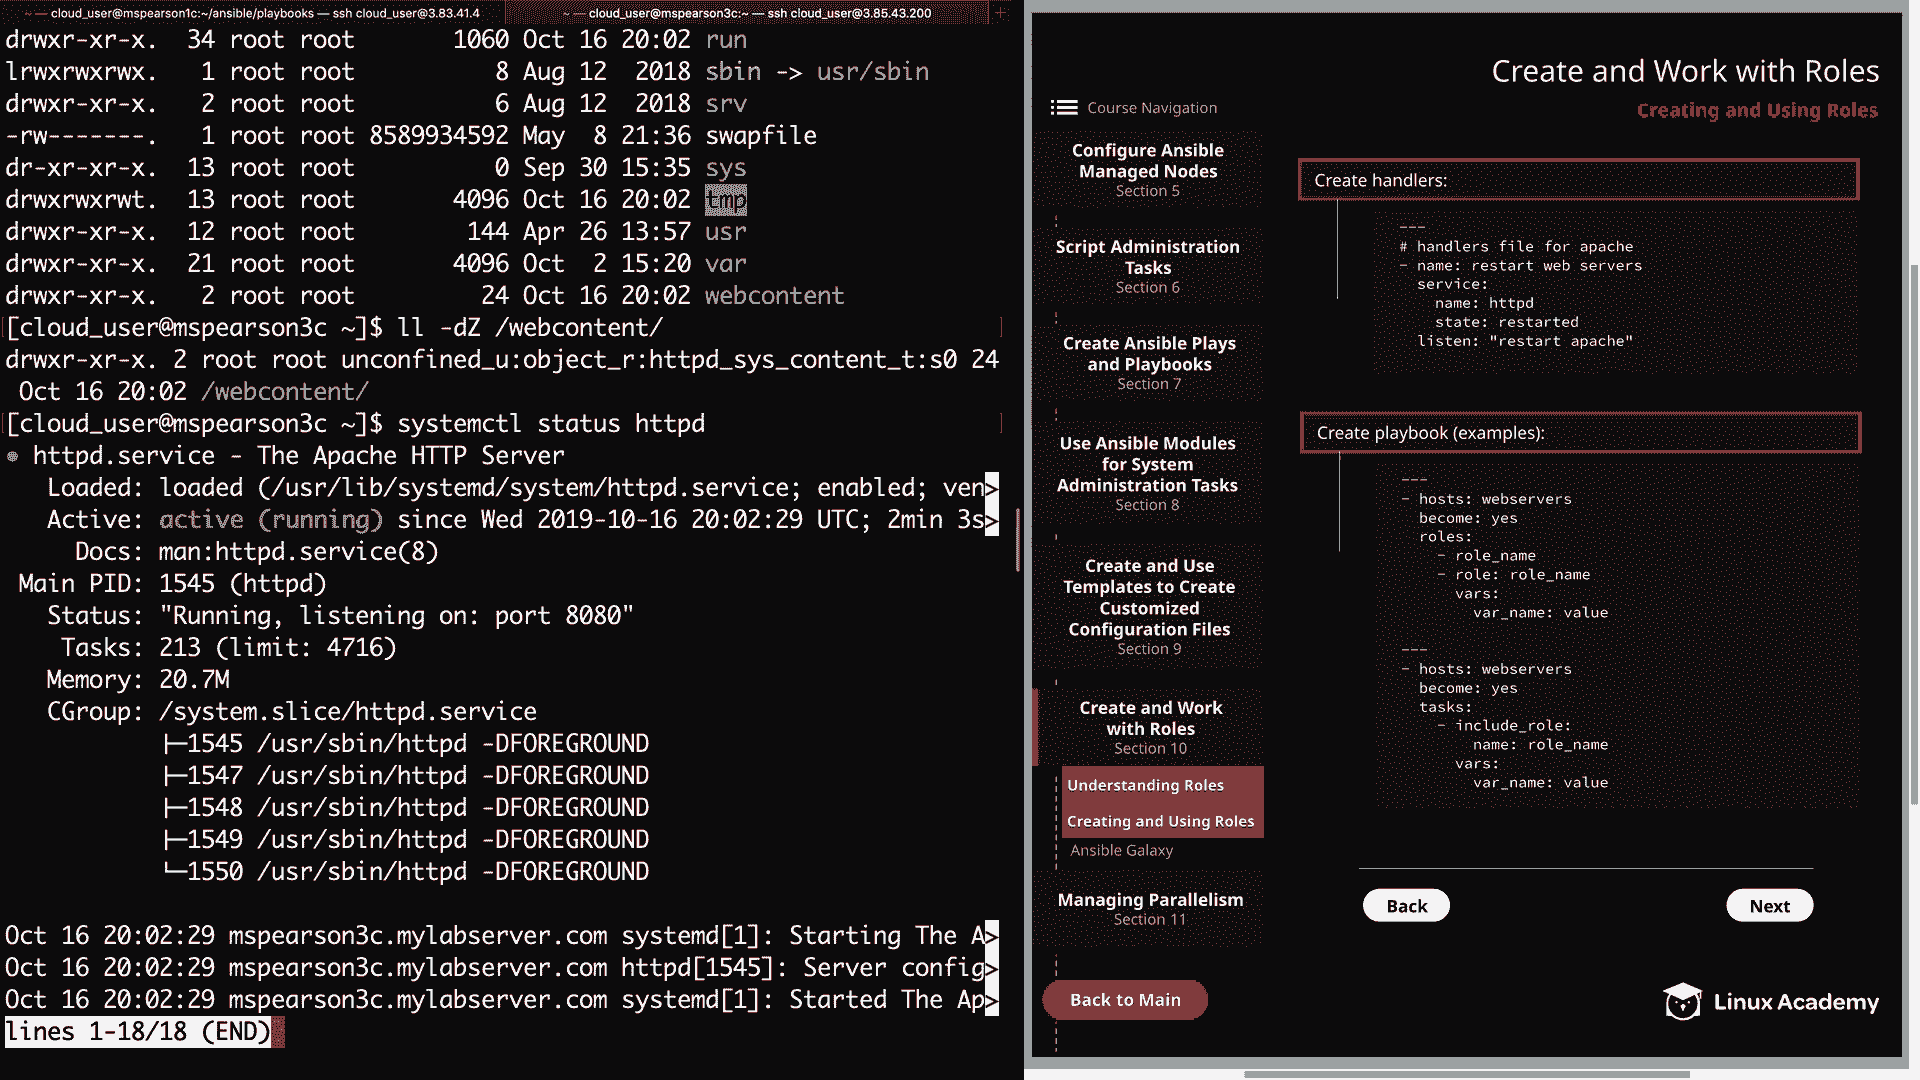 ~ — cloud_user@mspearson1c:~/ansible/playbooks — ssh cloud_user@3.83.41.4
~ — cloud_user@mspearson3c:~ — ssh cloud_user@3.85.43.200
drwxr-xr-x.  34 root root       1060 Oct 16 20:02 run
lrwxrwxrwx.   1 root root          8 Aug 12  2018 sbin -> usr/sbin
drwxr-xr-x.   2 root root          6 Aug 12  2018 srv
-rw-------.   1 root root 8589934592 May  8 21:36 swapfile
dr-xr-xr-x.  13 root root          0 Sep 30 15:35 sys
drwxrwxrwt.  13 root root       4096 Oct 16 20:02 tmp
drwxr-xr-x.  12 root root        144 Apr 26 13:57 usr
drwxr-xr-x.  21 root root       4096 Oct  2 15:20 var
drwxr-xr-x.   2 root root         24 Oct 16 20:02 webcontent
[cloud_user@mspearson3c ~]$ ll -dZ /webcontent/
drwxr-xr-x. 2 root root unconfined_u:object_r:httpd_sys_content_t:s0 24
 Oct 16 20:02 /webcontent/
[cloud_user@mspearson3c ~]$ systemctl status httpd
● httpd.service - The Apache HTTP Server
   Loaded: loaded (/usr/lib/systemd/system/httpd.service; enabled; ven>
   Active: active (running) since Wed 2019-10-16 20:02:29 UTC; 2min 3s>
     Docs: man:httpd.service(8)
 Main PID: 1545 (httpd)
   Status: "Running, listening on: port 8080"
    Tasks: 213 (limit: 4716)
   Memory: 20.7M
   CGroup: /system.slice/httpd.service
           ├─1545 /usr/sbin/httpd -DFOREGROUND
           ├─1547 /usr/sbin/httpd -DFOREGROUND
           ├─1548 /usr/sbin/httpd -DFOREGROUND
           ├─1549 /usr/sbin/httpd -DFOREGROUND
           └─1550 /usr/sbin/httpd -DFOREGROUND
Oct 16 20:02:29 mspearson3c.mylabserver.com systemd[1]: Starting The A>
Oct 16 20:02:29 mspearson3c.mylabserver.com httpd[1545]: Server config>
Oct 16 20:02:29 mspearson3c.mylabserver.com systemd[1]: Started The Ap>
lines 1-18/18 (END)
Create and Work with Roles
Creating and Using Roles
Course Navigation
Configure Ansible
Managed Nodes
Section 5
Script Administration
Tasks
Section 6
Create Ansible Plays
and Playbooks
Section 7
Use Ansible Modules
for System
Administration Tasks
Section 8
Create and Use
Templates to Create
Customized
Configuration Files
Section 9
Create and Work
with Roles
Section 10
Understanding Roles
Creating and Using Roles
Ansible Galaxy
Managing Parallelism
Section 11
Back to Main
Create handlers:
---
# handlers file for apache
- name: restart web servers
  service:
    name: httpd
    state: restarted
  listen: "restart apache"
Create playbook (examples):
---
- hosts: webservers
  become: yes
  roles:
    - role_name
    - role: role_name
      vars:
        var_name: value
---
- hosts: webservers
  become: yes
  tasks:
    - include_role:
        name: role_name
      vars:
        var_name: value
Back
Next
Linux Academy